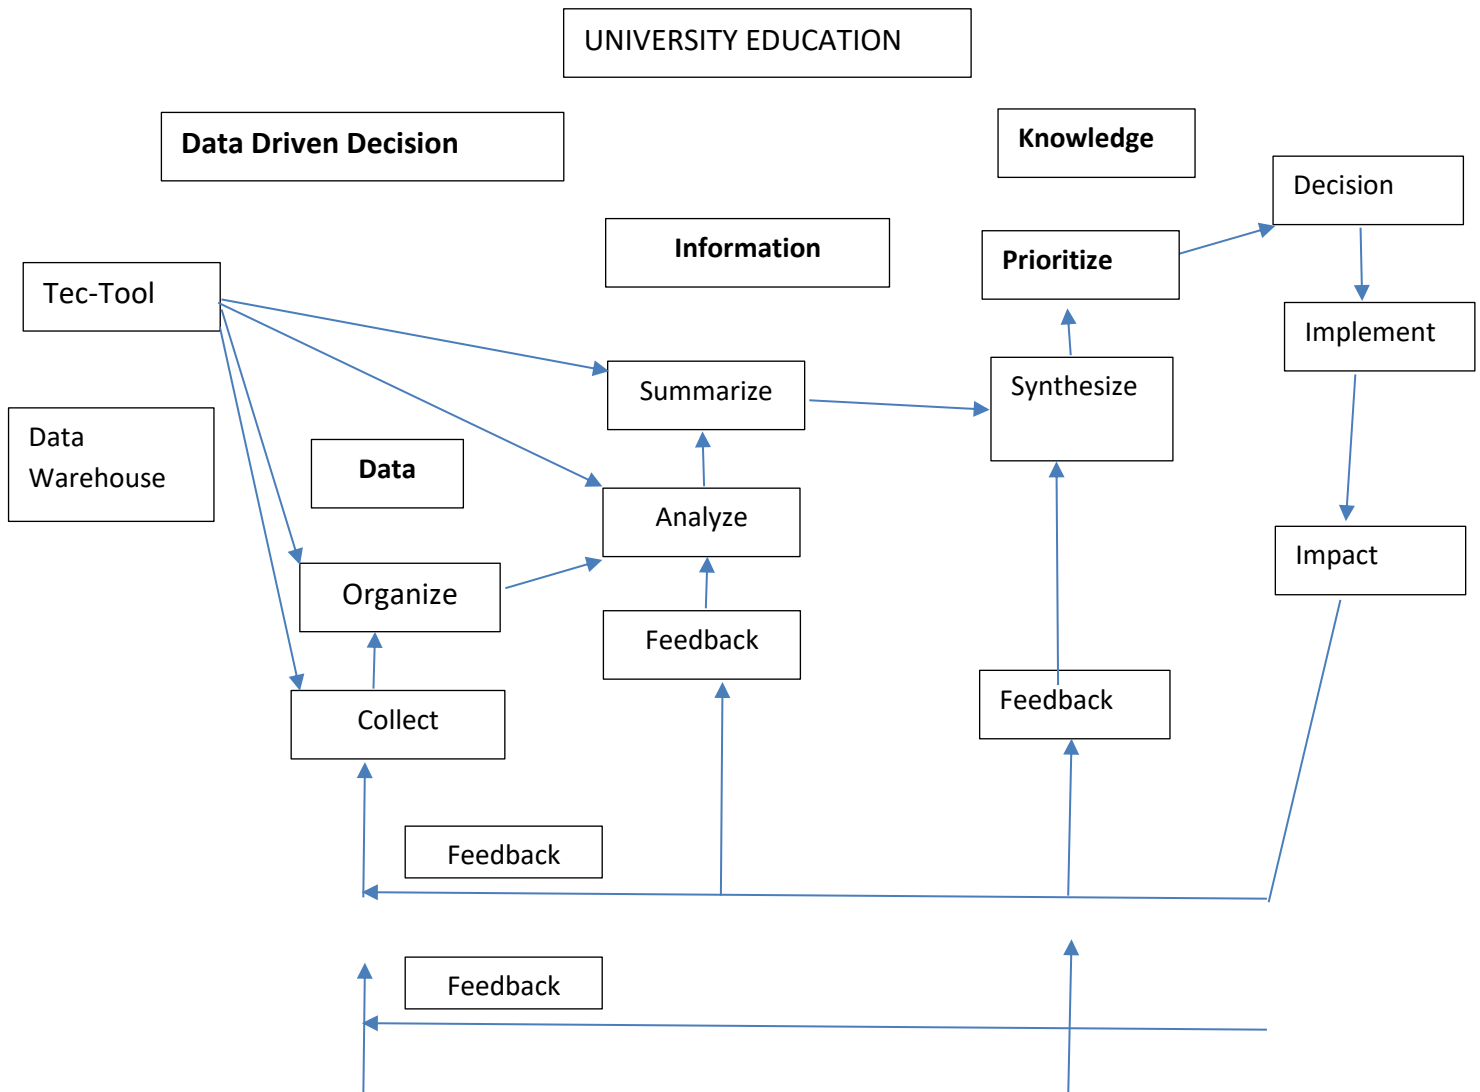 UNIVERSITY EDUCATION
Data Driven Decision
Knowledge
Decision
Information
Prioritize
Tec-Tool
Implement
Summarize
Synthesize
Data
Warehouse
Data
Analyze
Impact
Organize
Feedback
Collect
Feedback
Feedback
Feedback